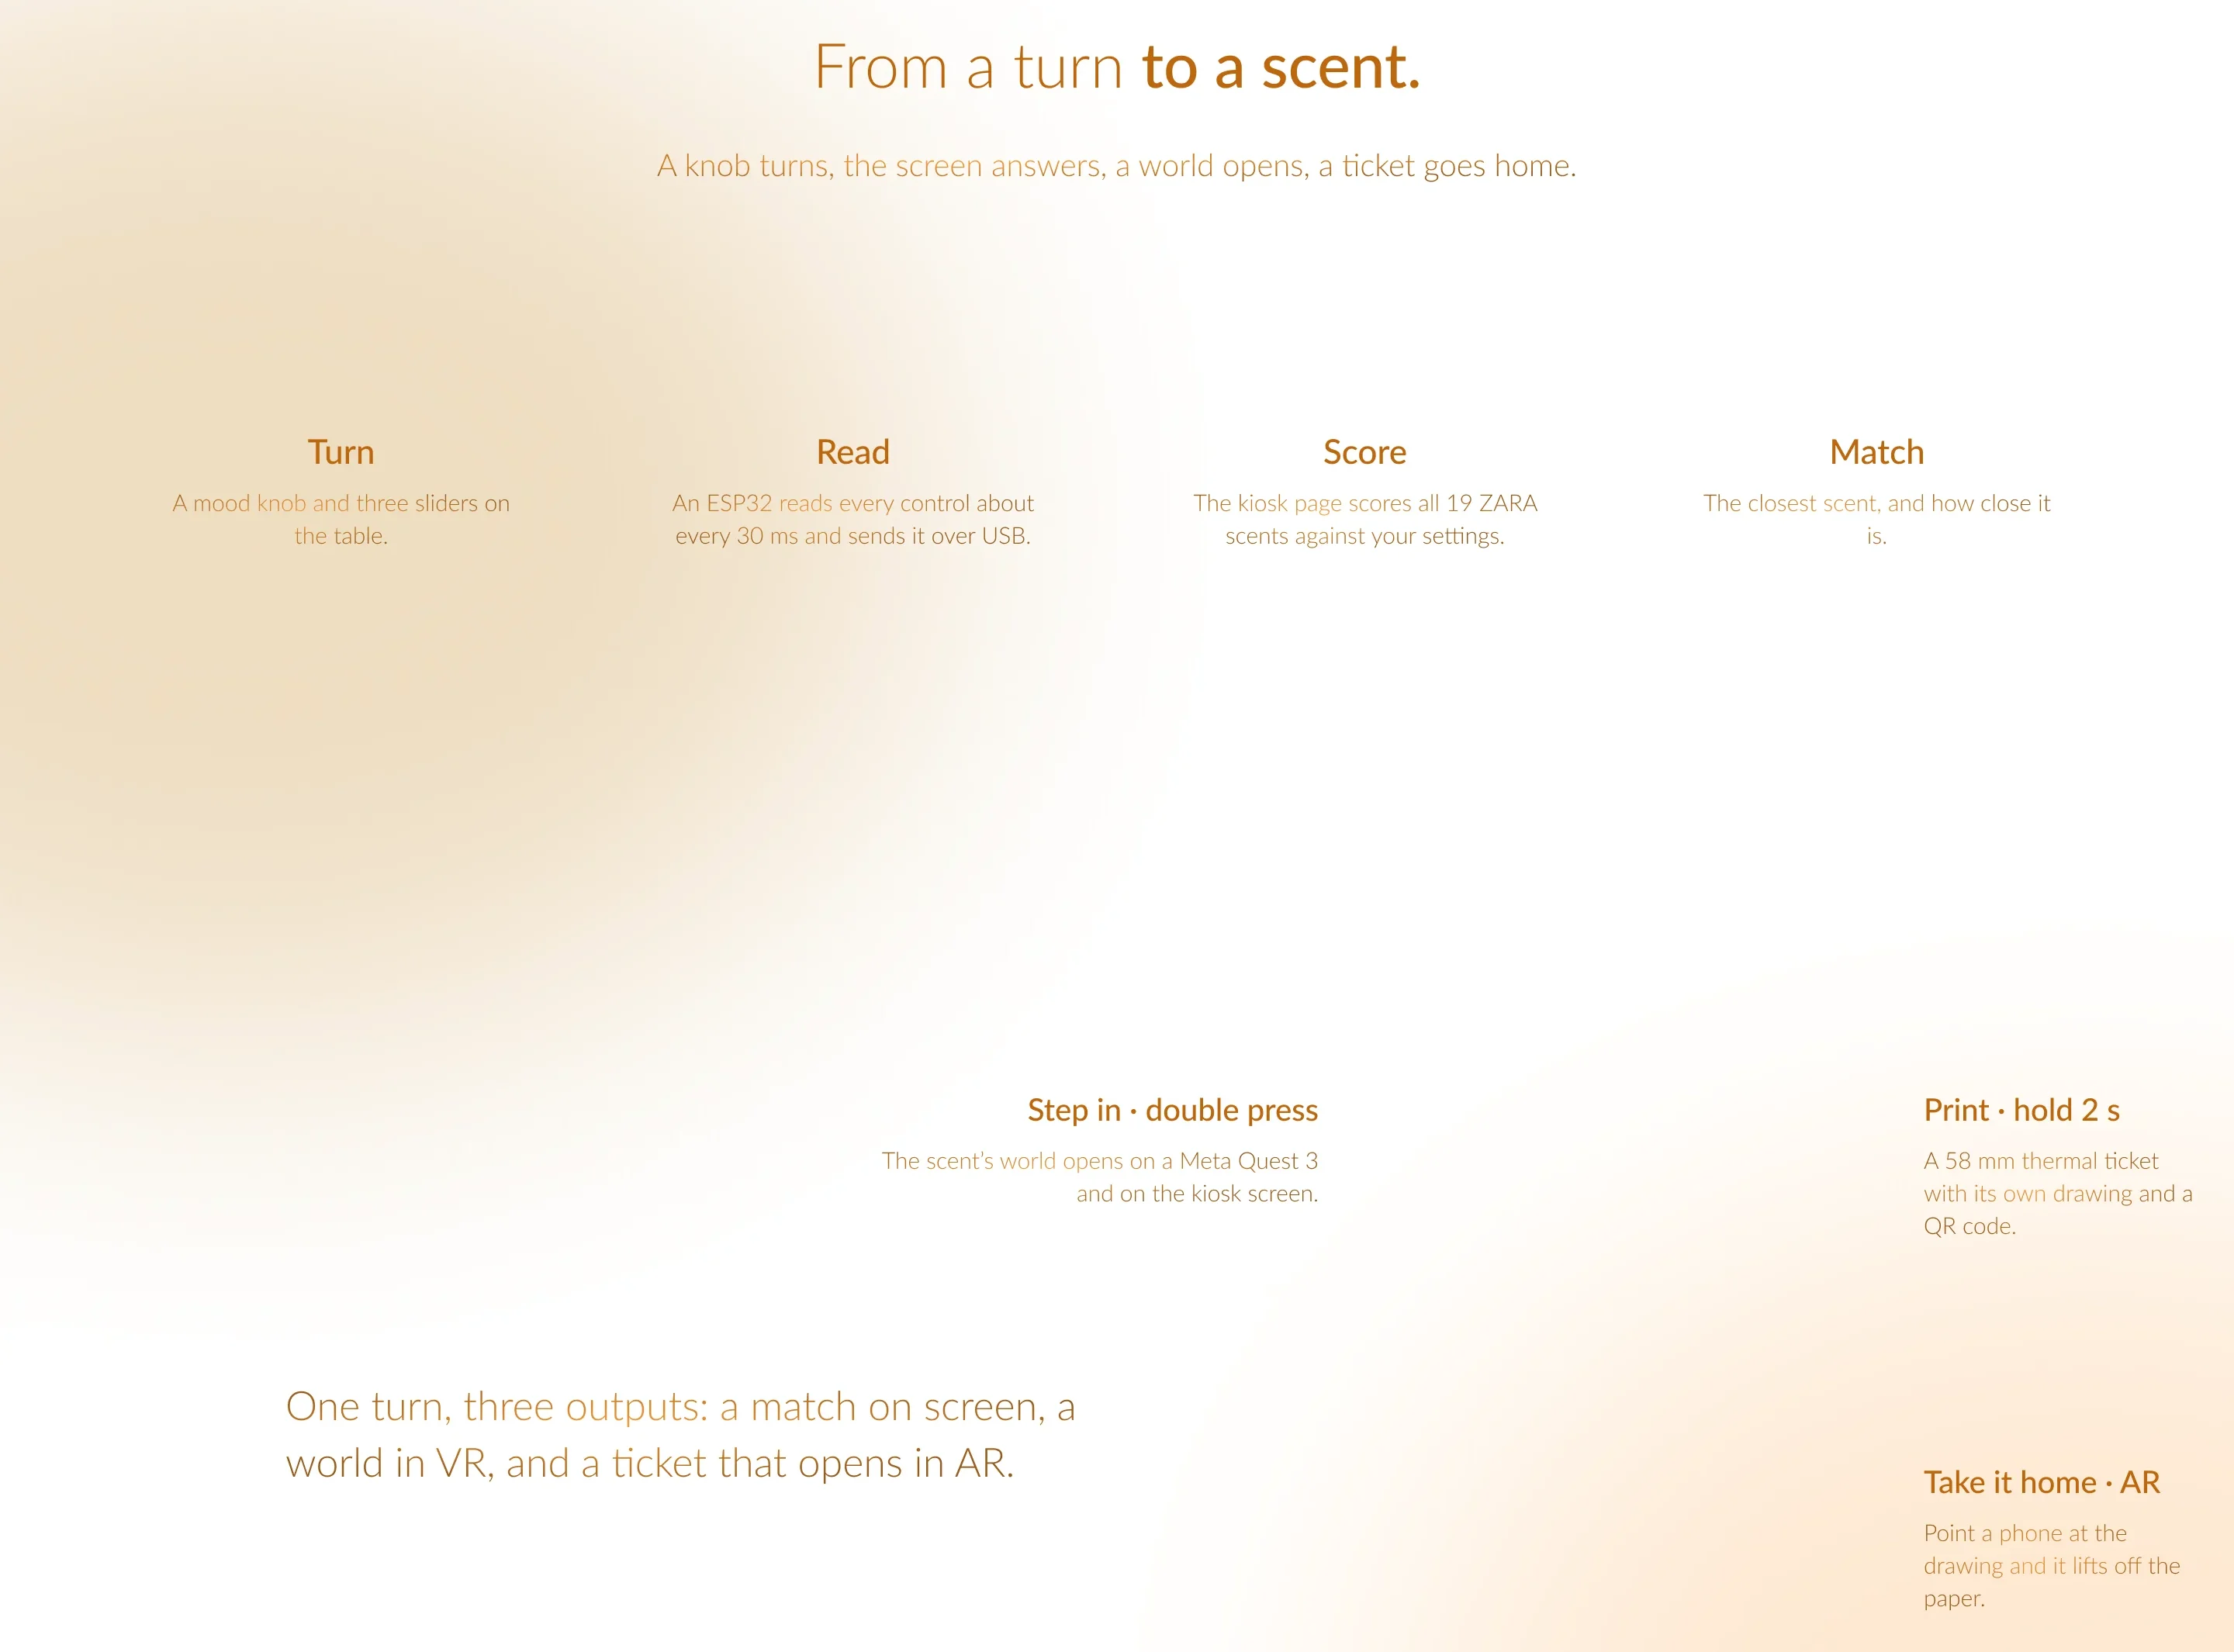 From a turn to a scent.
A knob turns, the screen answers, a world opens, a ticket goes home.
Turn
A mood knob and three sliders on
the table.
Read
An ESP32 reads every control about
every 30 ms and sends it over USB.
Score
The kiosk page scores all 19 ZARA
scents against your settings.
Match
The closest scent, and how close it
is.
Step in · double press
The scent’s world opens on a Meta Quest 3
and on the kiosk screen.
Print · hold 2 s
A 58 mm thermal ticket
with its own drawing and a
QR code.
One turn, three outputs: a match on screen, a
world in VR, and a ticket that opens in AR.
Take it home · AR
Point a phone at the
drawing and it lifts off the
paper.